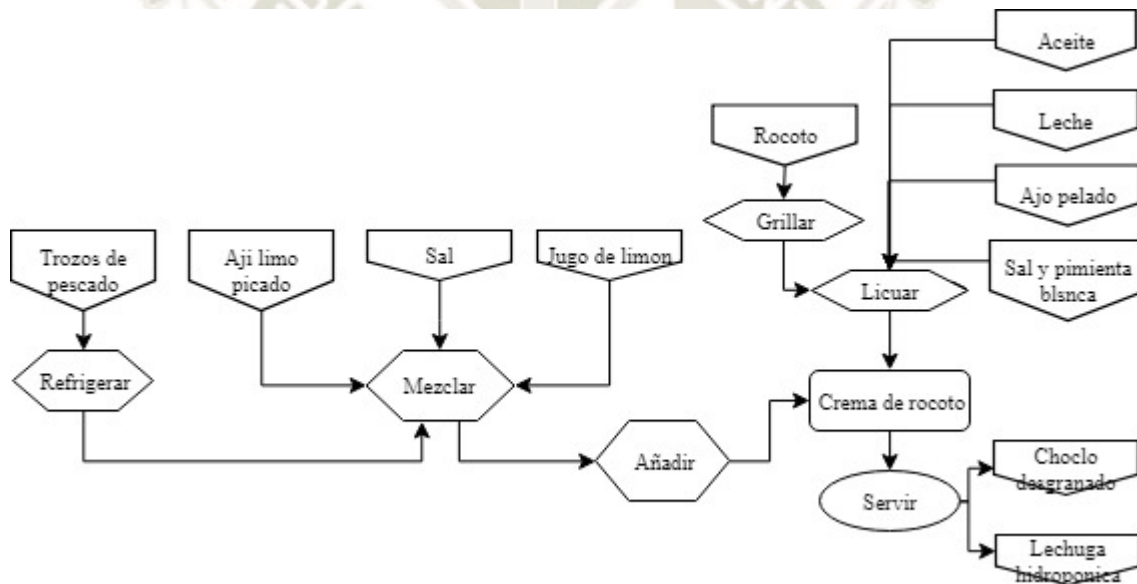 Aceite
Leche
Rocoto
Ajo pelado
Grillar
Trozos de
pescado
Aji limo
picado
Sal
Jugo de limon
Sal y pimienta
blsnca
Licuar
Refrigerar
Mezclar
Crema de rocoto
Añadir
Choclo
desgranado
Servir
Lechuga
hidroponica